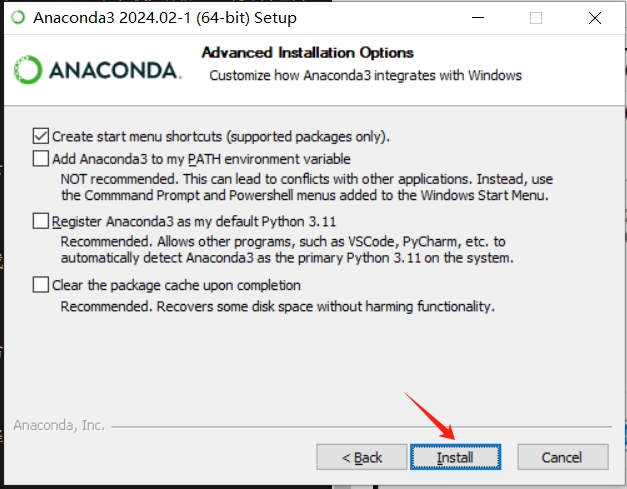 Anaconda3 2024.02-1 (64-bit) Setup
ANACONDA.
Advanced Installation Options
Customize how Anaconda3 integrates with Windows
Create start menu shortcuts (supported packages only).
Add Anaconda3 to my PATH environment variable
NOT recommended. This can lead to conflicts with other applications. Instead, use
the Commmand Prompt and Powershell menus added to the Windows Start Menu.
Register Anaconda3 as my default Python 3.11
Recommended. Allows other programs, such as VSCode, PyCharm, etc. to
automatically detect Anaconda3 as the primary Python 3.11 on the system.
Clear the package cache upon completion
Recommended. Recovers some disk space without harming functionality.
Anaconda, Inc.
< Back
Install
Cancel